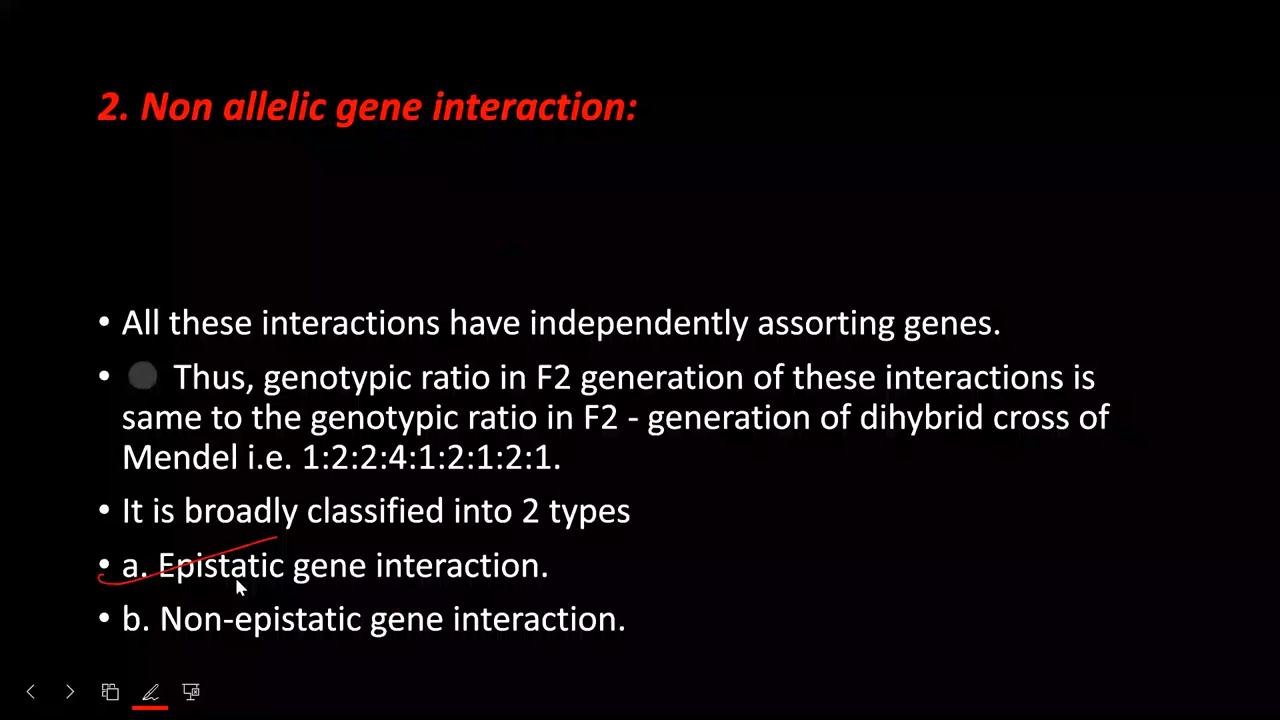 2. Non allelic gene interaction:
• All these interactions have independently assorting genes.
• ⚫ Thus, genotypic ratio in F2 generation of these interactions is
same to the genotypic ratio in F2 - generation of dihybrid cross of
Mendel i.e. 1:2:2:4:1:2:1:2:1.
• It is broadly classified into 2 types
• a. Epistatic gene interaction.
• b. Non-epistatic gene interaction.